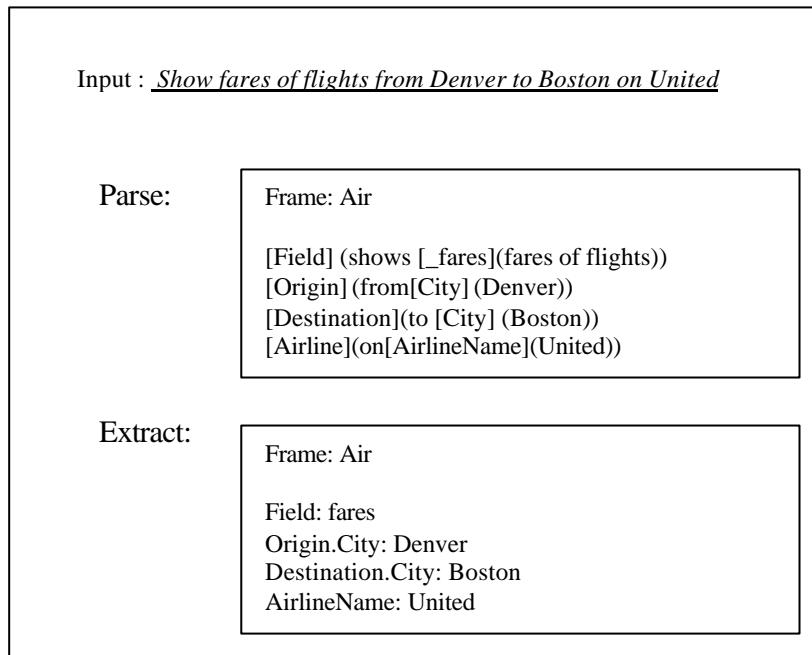 Input : Show fares of flights from Denver to Boston on United
Parse:
Frame: Air
[Field] (shows [_fares](fares of flights))
[Origin] (from[City] (Denver))
[Destination](to [City] (Boston))
[Airline](on[AirlineName](United))
Extract:
Frame: Air
Field: fares
Origin.City: Denver
Destination.City: Boston
AirlineName: United